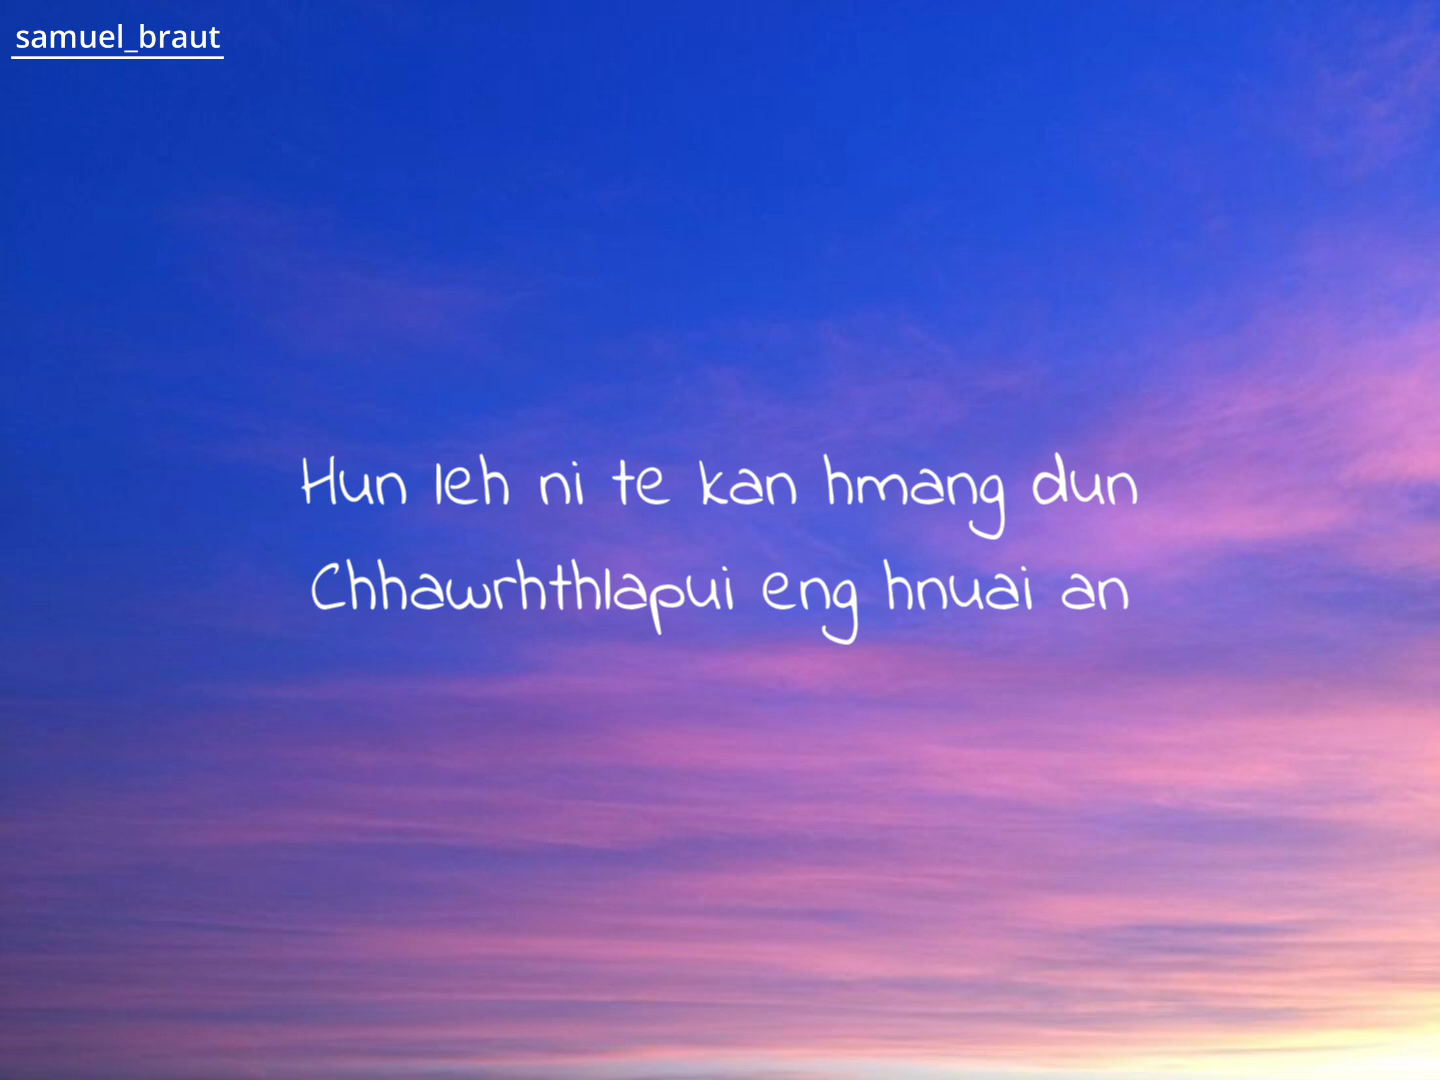 samuel_braut
Hun leh ni te kan hmang dun
Chhawrhthlapui eng hnuai an